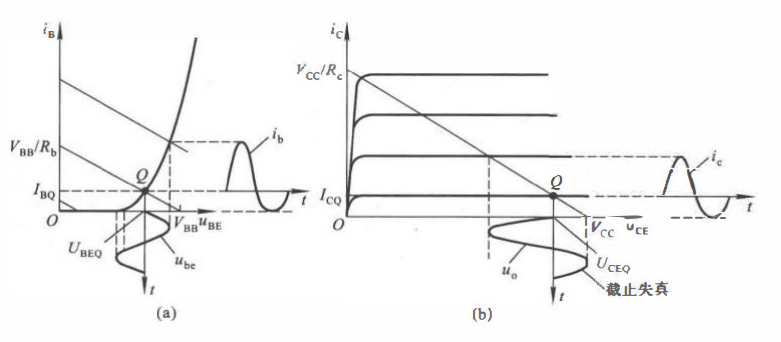 i_B
V_BB/R_b
I_BQ
O
Q
i_b
t
V_BB
u_BE
U_BEQ
u_be
t
(a)
i_C
V_CC/R_c
I_CQ
O
Q
i_c
t
V_CC
u_CE
U_CEQ
u_o
截止失真
t
(b)